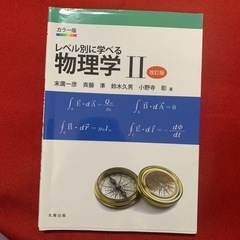 カラー版
レベル別に学べる
物理学 II 改訂版
末廣一彦 斉藤 準 鈴木久男 小野寺 彰 著
丸善出版